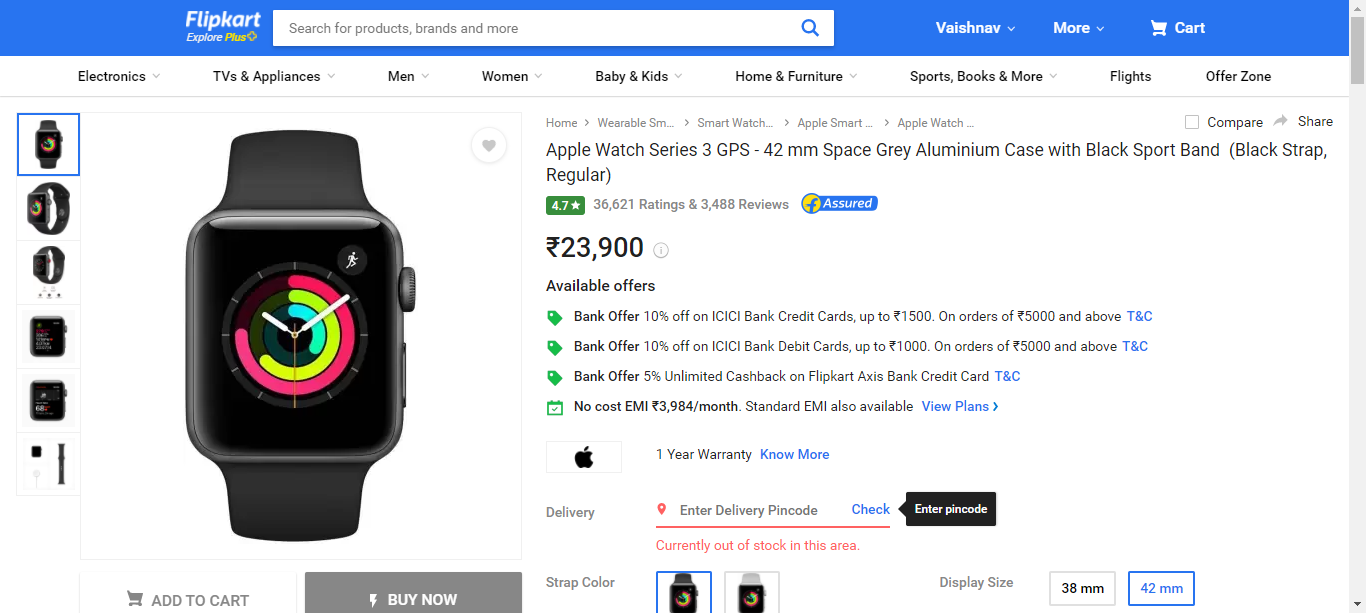 Flipkart
Explore Plus
Search for products, brands and more
Vaishnav
More
Cart
Electronics
TVs & Appliances
Men
Women
Baby & Kids
Home & Furniture
Sports, Books & More
Flights
Offer Zone
Home
Wearable Sm...
Smart Watch...
Apple Smart ...
Apple Watch ...
Compare
Share
Apple Watch Series 3 GPS - 42 mm Space Grey Aluminium Case with Black Sport Band (Black Strap,
Regular)
4.7★
36,621 Ratings & 3,488 Reviews
Assured
₹23,900
Available offers
Bank Offer 10% off on ICICI Bank Credit Cards, up to ₹1500. On orders of ₹5000 and above T&C
Bank Offer 10% off on ICICI Bank Debit Cards, up to ₹1000. On orders of ₹5000 and above T&C
Bank Offer 5% Unlimited Cashback on Flipkart Axis Bank Credit Card T&C
No cost EMI ₹3,984/month. Standard EMI also available View Plans
1 Year Warranty Know More
Delivery
Enter Delivery Pincode
Check
Enter pincode
Currently out of stock in this area.
Strap Color
Display Size
38 mm
42 mm
ADD TO CART
BUY NOW